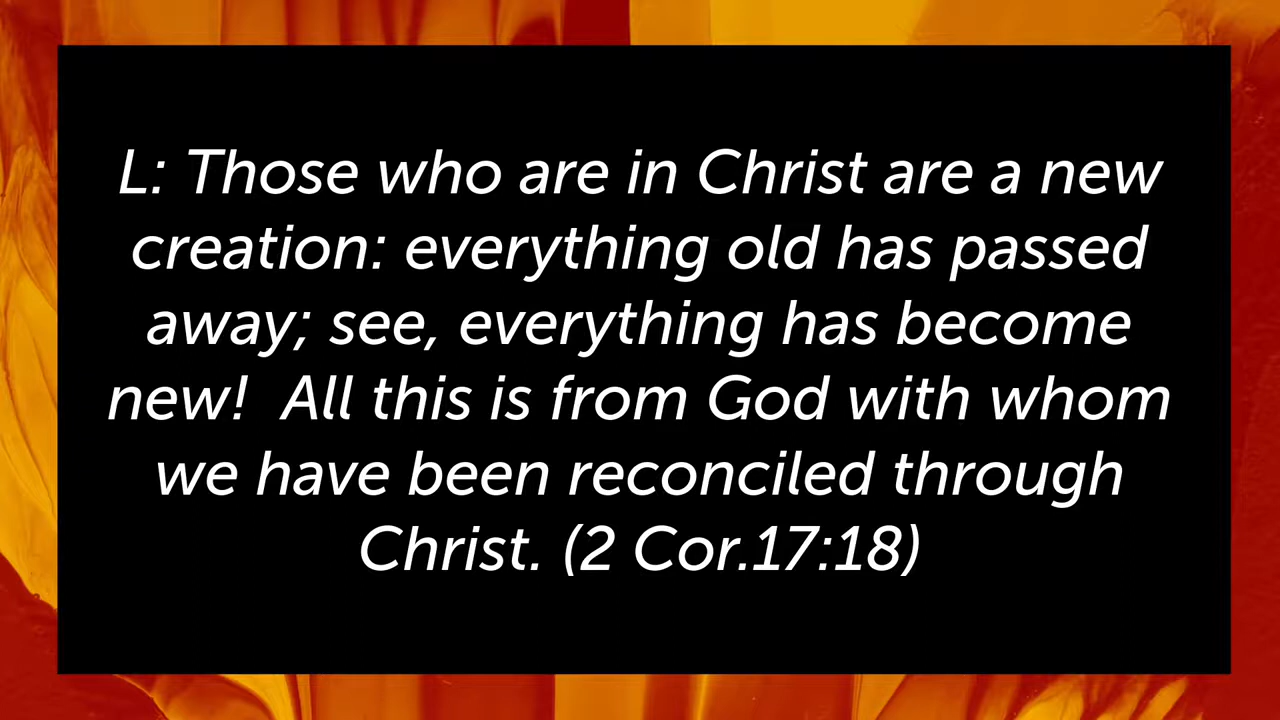 L: Those who are in Christ are a new
creation: everything old has passed
away; see, everything has become
new!  All this is from God with whom
we have been reconciled through
Christ. (2 Cor.17:18)